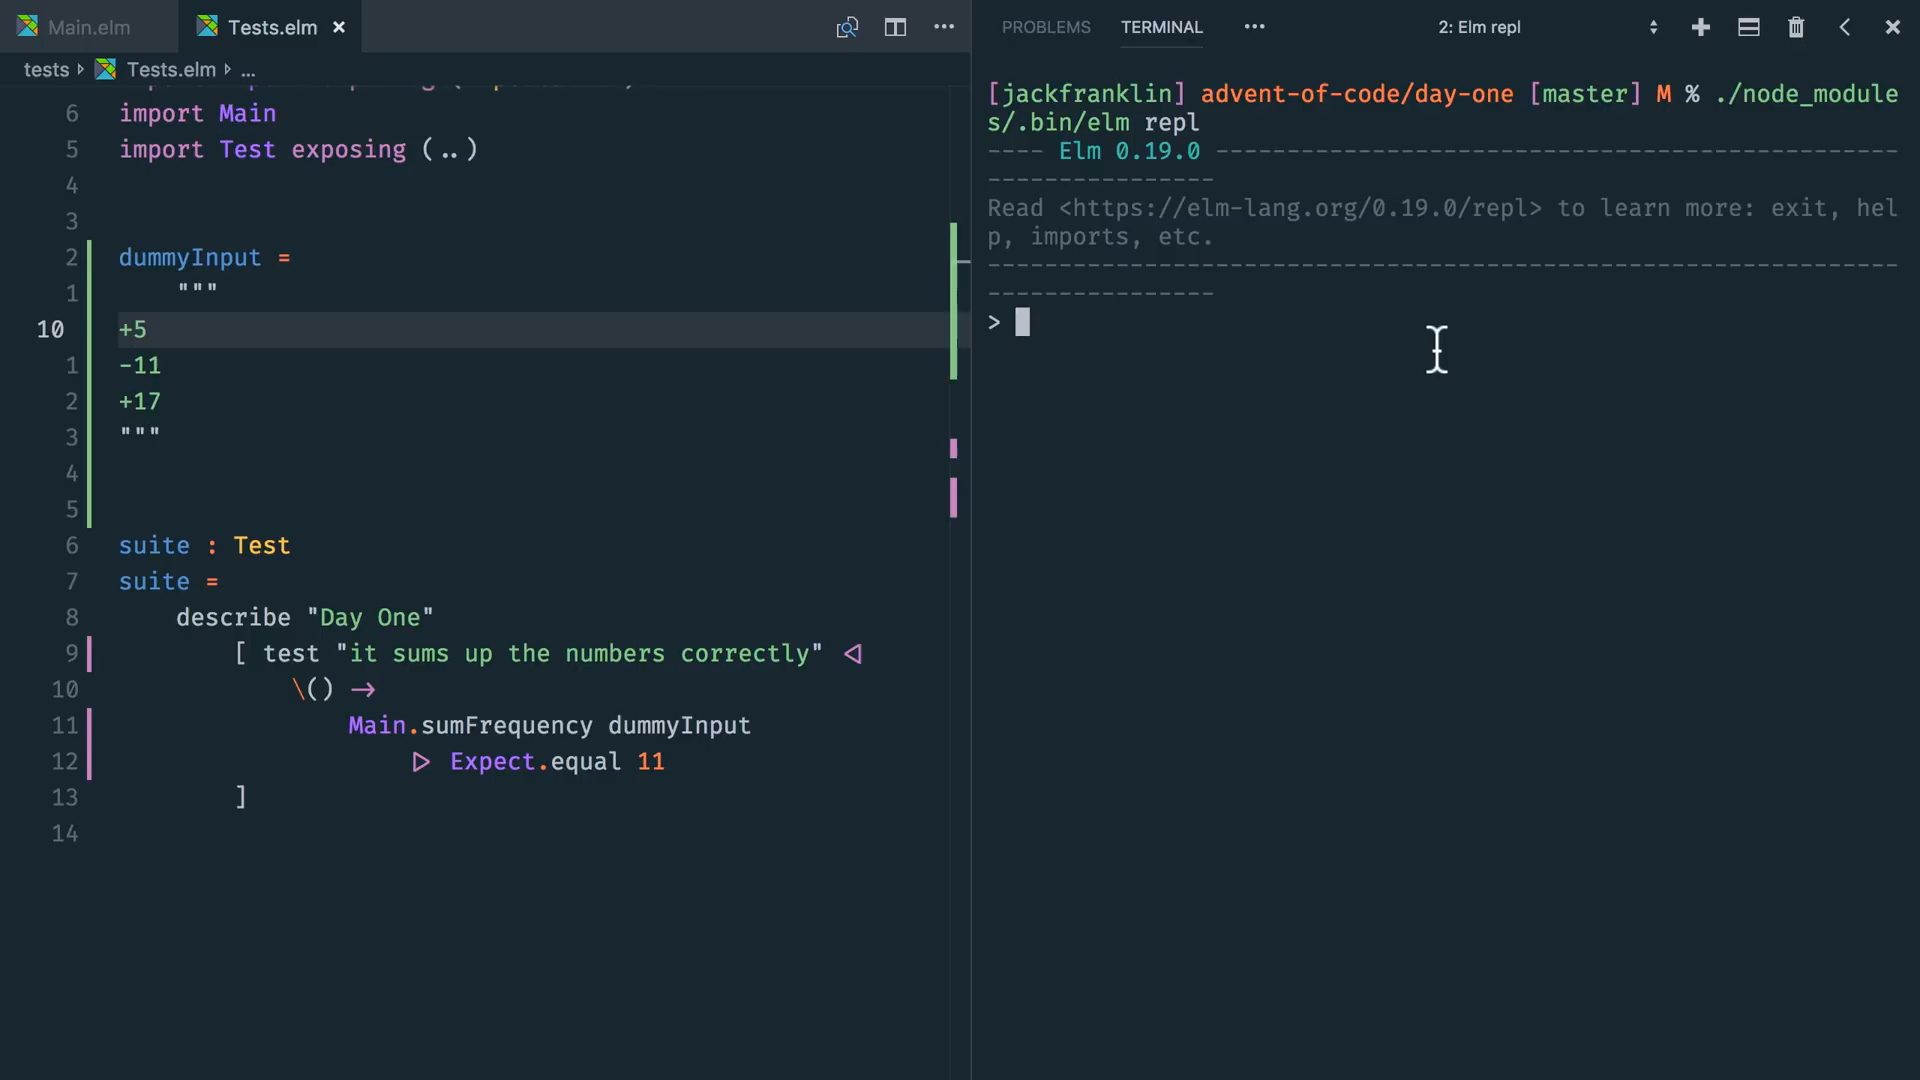 Main.elm
Tests.elm ×
tests Tests.elm ...
6 import Main
5 import Test exposing (..)
4
3
2 dummyInput =
1 """
10 +5
1 -11
2 +17
3 """
4
5
6 suite : Test
7 suite =
8 describe "Day One"
9 [ test "it sums up the numbers correctly" <|
10 \() ->
11 Main.sumFrequency dummyInput
12 |> Expect.equal 11
13 ]
14
PROBLEMS TERMINAL ... 2: Elm repl
[jackfranklin] advent-of-code/day-one [master] M % ./node_module
s/.bin/elm repl
---- Elm 0.19.0 ------------------------------------------------
----------------
Read <https://elm-lang.org/0.19.0/repl> to learn more: exit, hel
p, imports, etc.
----------------------------------------------------------------
----------------
>